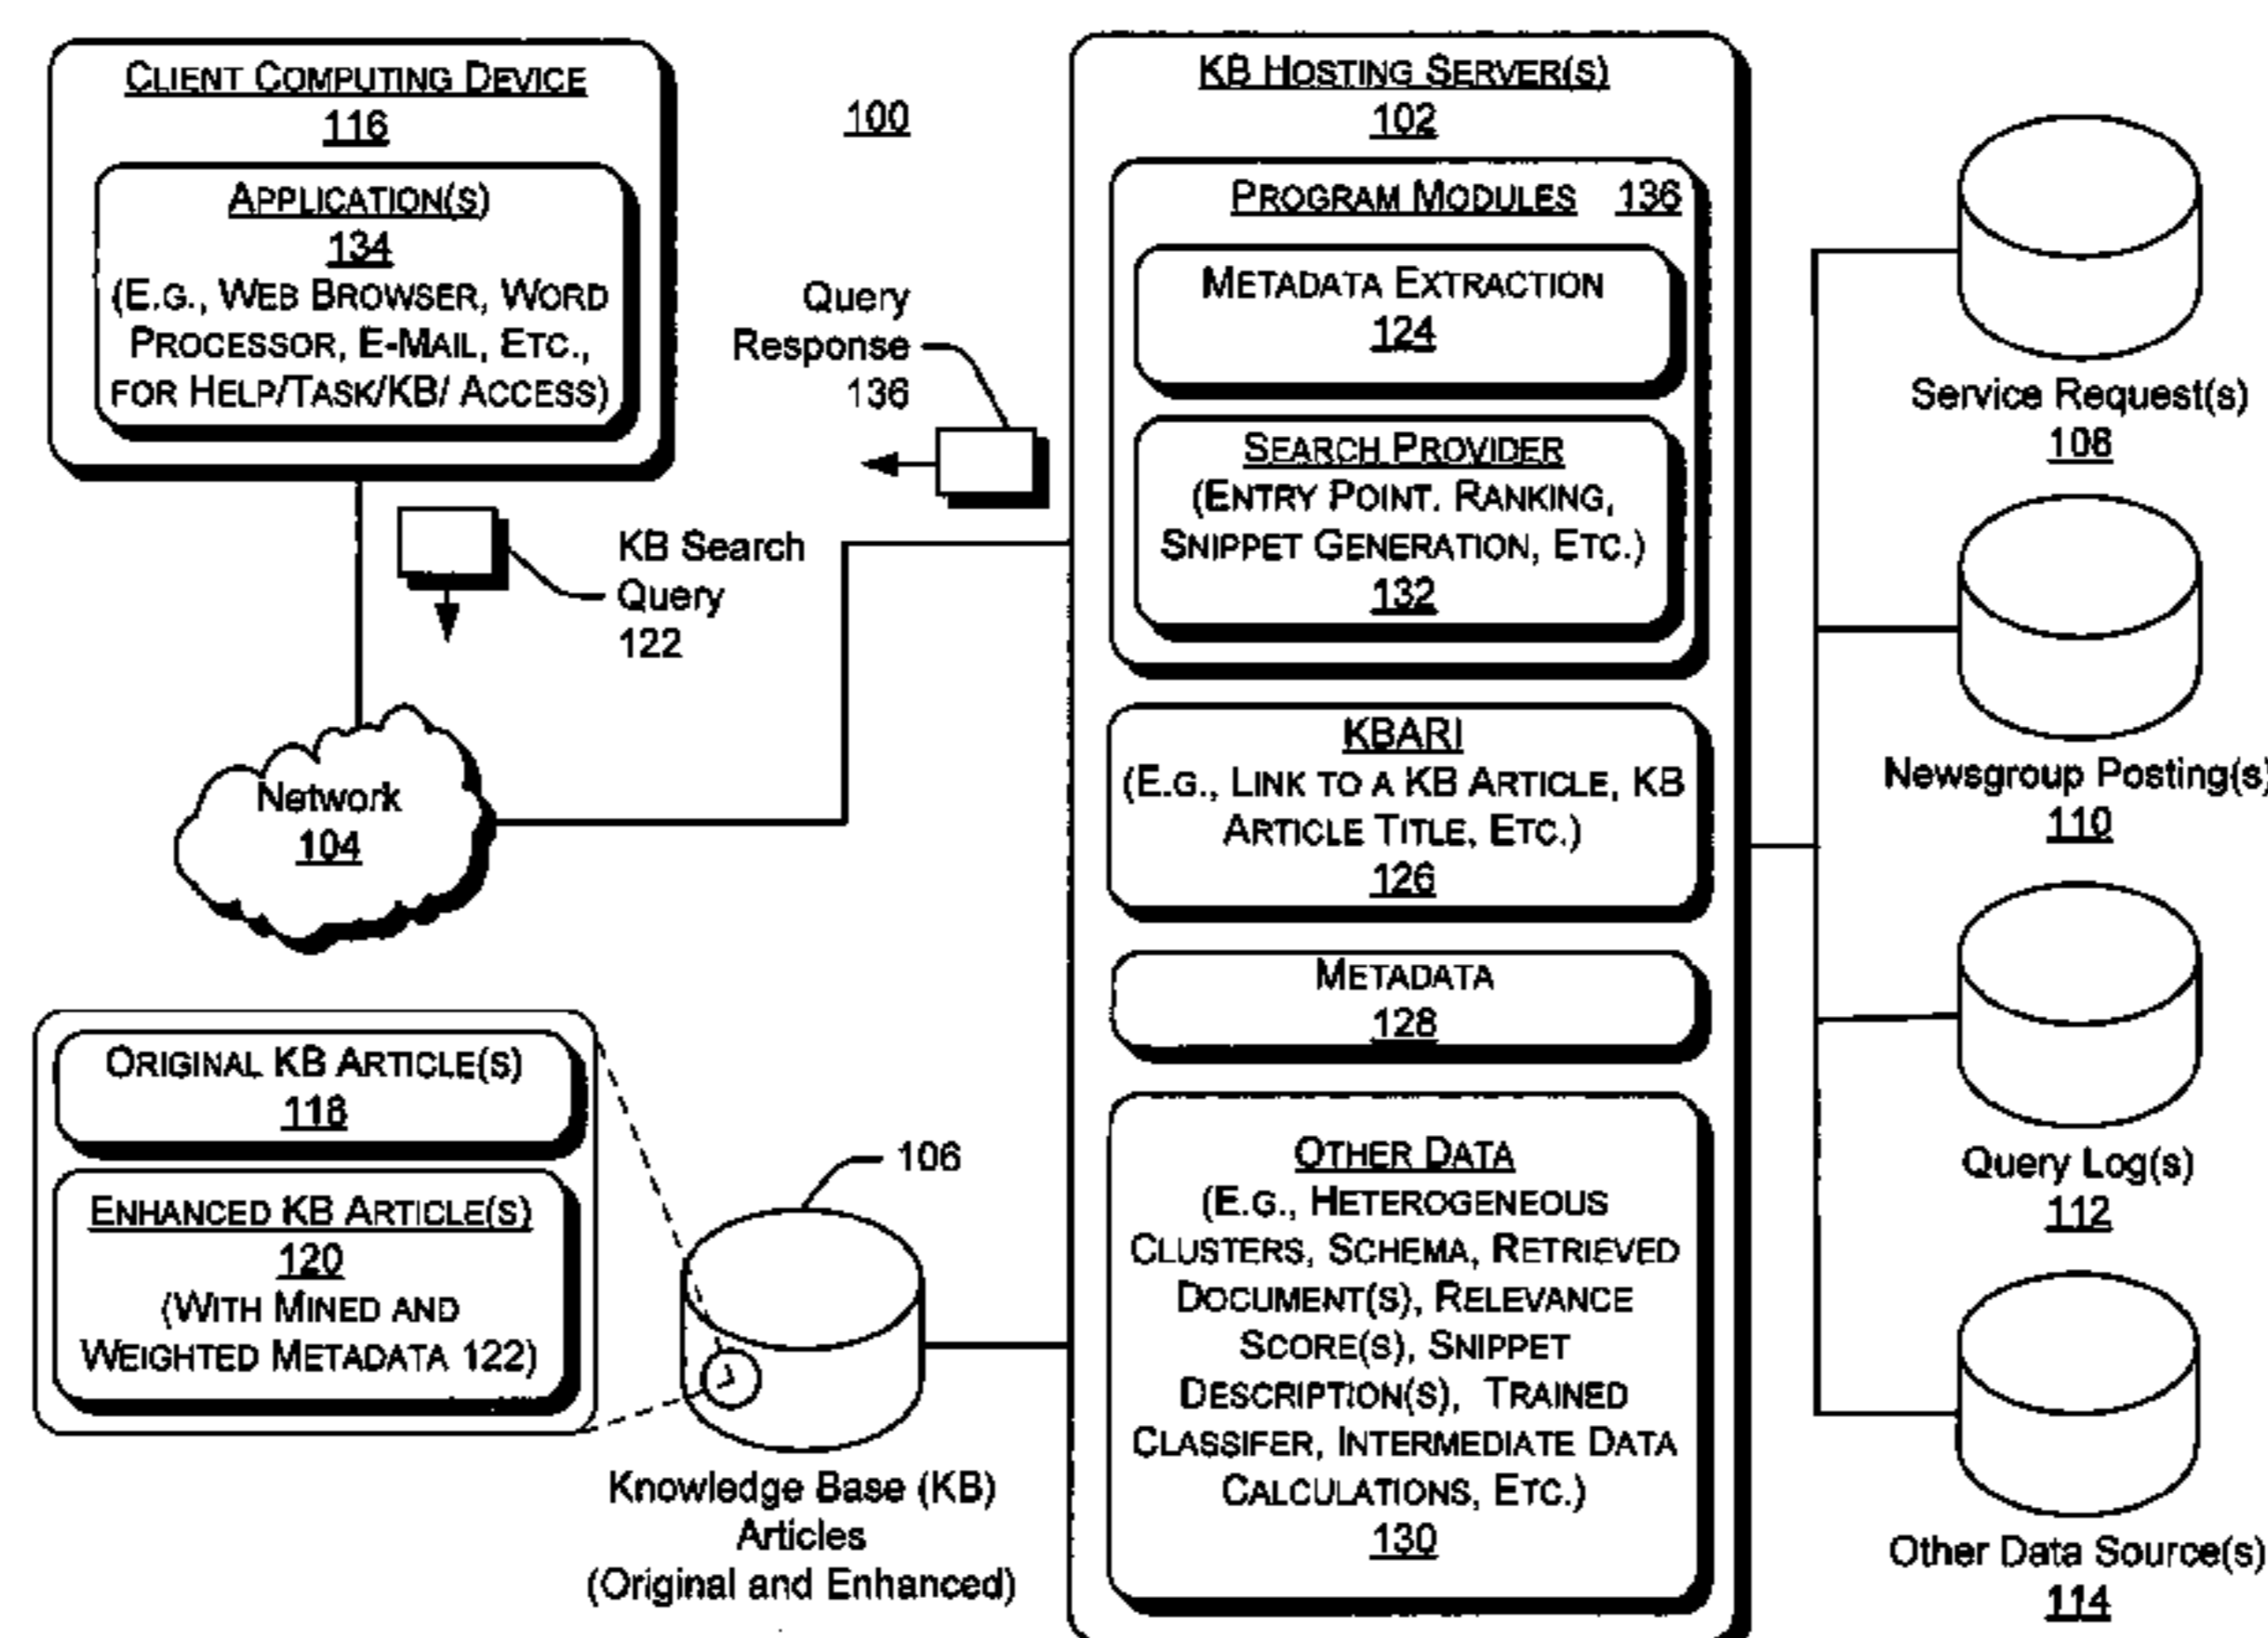 CLIENT COMPUTING DEVICE
116
APPLICATION(S)
134
(E.G., WEB BROWSER, WORD
PROCESSOR, E-MAIL, ETC.,
FOR HELP/TASK/KB/ ACCESS)
100
Query
Response
136
KB Search
Query
122
Network
104
ORIGINAL KB ARTICLE(S)
118
ENHANCED KB ARTICLE(S)
120
(WITH MINED AND
WEIGHTED METADATA 122)
106
Knowledge Base (KB)
Articles
(Original and Enhanced)
KB HOSTING SERVER(S)
102
PROGRAM MODULES 136
METADATA EXTRACTION
124
SEARCH PROVIDER
(ENTRY POINT, RANKING,
SNIPPET GENERATION, ETC.)
132
KBARI
(E.G., LINK TO A KB ARTICLE, KB
ARTICLE TITLE, ETC.)
126
METADATA
128
OTHER DATA
(E.G., HETEROGENEOUS
CLUSTERS, SCHEMA, RETRIEVED
DOCUMENT(S), RELEVANCE
SCORE(S), SNIPPET
DESCRIPTION(S), TRAINED
CLASSIFER, INTERMEDIATE DATA
CALCULATIONS, ETC.)
130
Service Request(s)
108
Newsgroup Posting(s)
110
Query Log(s)
112
Other Data Source(s)
114